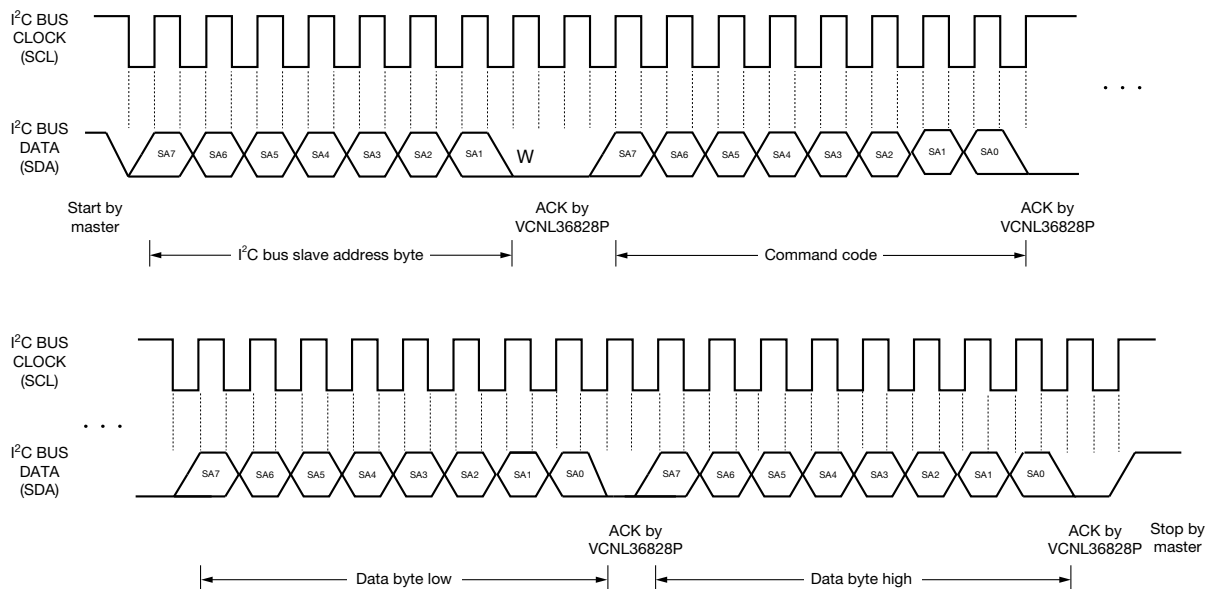 I²C BUS
CLOCK
(SCL)
. . .
I²C BUS
DATA
(SDA)
SA7 SA6 SA5 SA4 SA3 SA2 SA1 W SA7 SA6 SA5 SA4 SA3 SA2 SA1 SA0
Start by
master
ACK by
VCNL36828P
ACK by
VCNL36828P
I²C bus slave address byte
Command code
I²C BUS
CLOCK
(SCL)
. . .
I²C BUS
DATA
(SDA)
SA7 SA6 SA5 SA4 SA3 SA2 SA1 SA0 SA7 SA6 SA5 SA4 SA3 SA2 SA1 SA0
ACK by
VCNL36828P
ACK by
VCNL36828P
Stop by
master
Data byte low
Data byte high